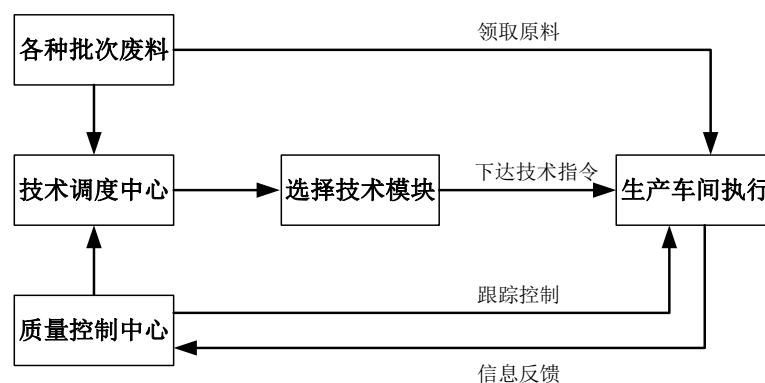 各种批次废料
领取原料
技术调度中心
选择技术模块
下达技术指令
生产车间执行
质量控制中心
跟踪控制
信息反馈